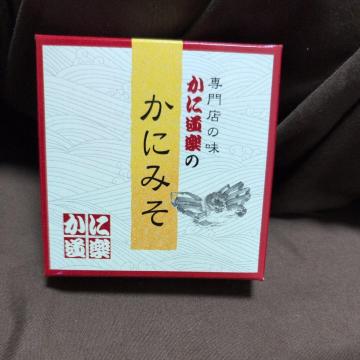 専門店の味
かに道楽の
かにみそ
かに
道楽